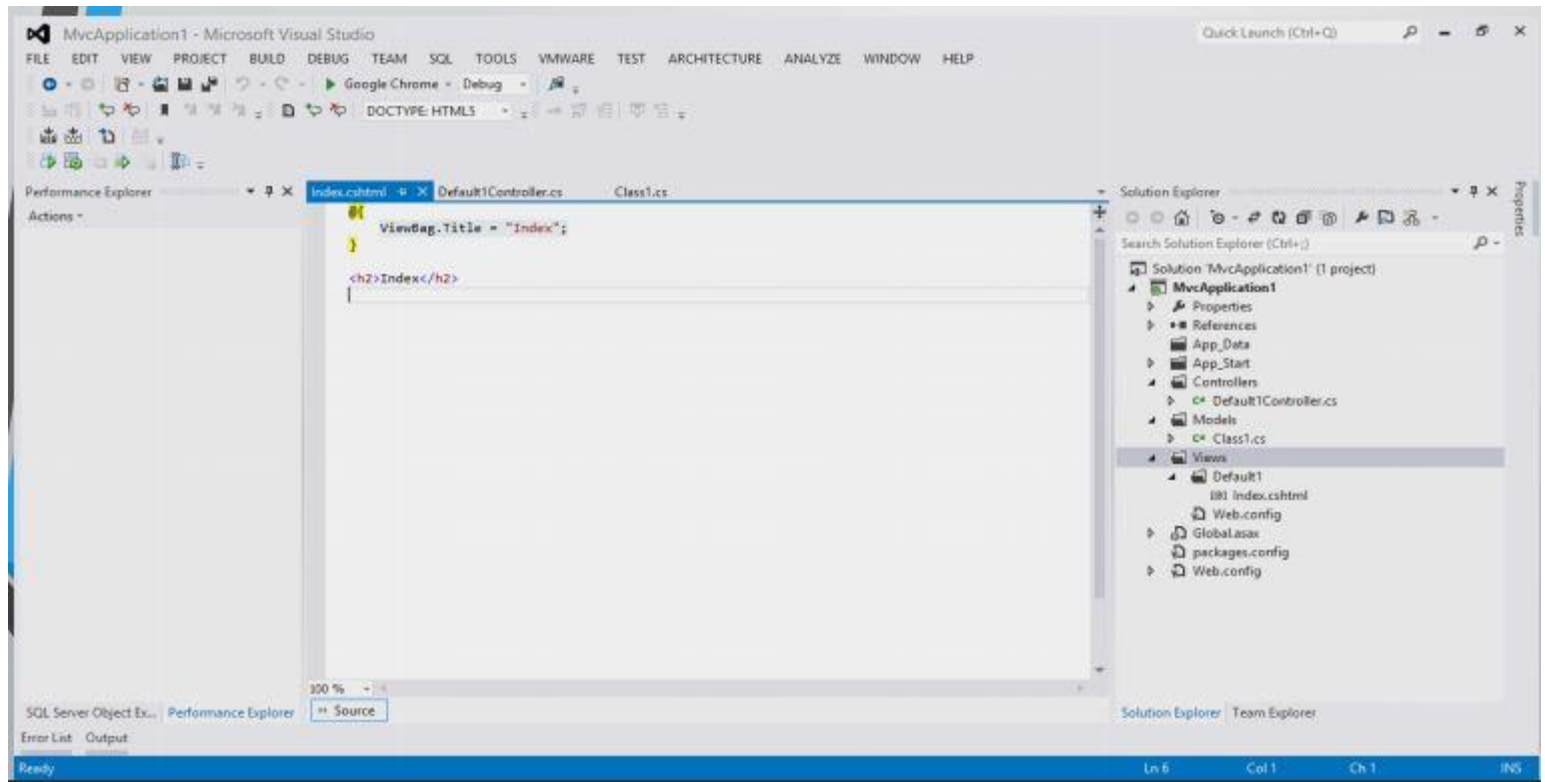 MvcApplication1 - Microsoft Visual Studio
Quick Launch (Ctrl+Q)
FILE EDIT VIEW PROJECT BUILD DEBUG TEAM SQL TOOLS VMWARE TEST ARCHITECTURE ANALYZE WINDOW HELP
Google Chrome Debug
DOCTYPE: HTML5
Performance Explorer
Actions
Index.cshtml Default1Controller.cs Class1.cs
@{
ViewBag.Title = "Index";
}
<h2>Index</h2>
100 %
Source
SQL Server Object Ex... Performance Explorer
Error List Output
Solution Explorer
Properties
Search Solution Explorer (Ctrl+;)
Solution 'MvcApplication1' (1 project)
MvcApplication1
Properties
References
App_Data
App_Start
Controllers
C# Default1Controller.cs
Models
C# Class1.cs
Views
Default1
Index.cshtml
Web.config
Global.asax
packages.config
Web.config
Solution Explorer Team Explorer
Ready Ln 6 Col 1 Ch 1 INS